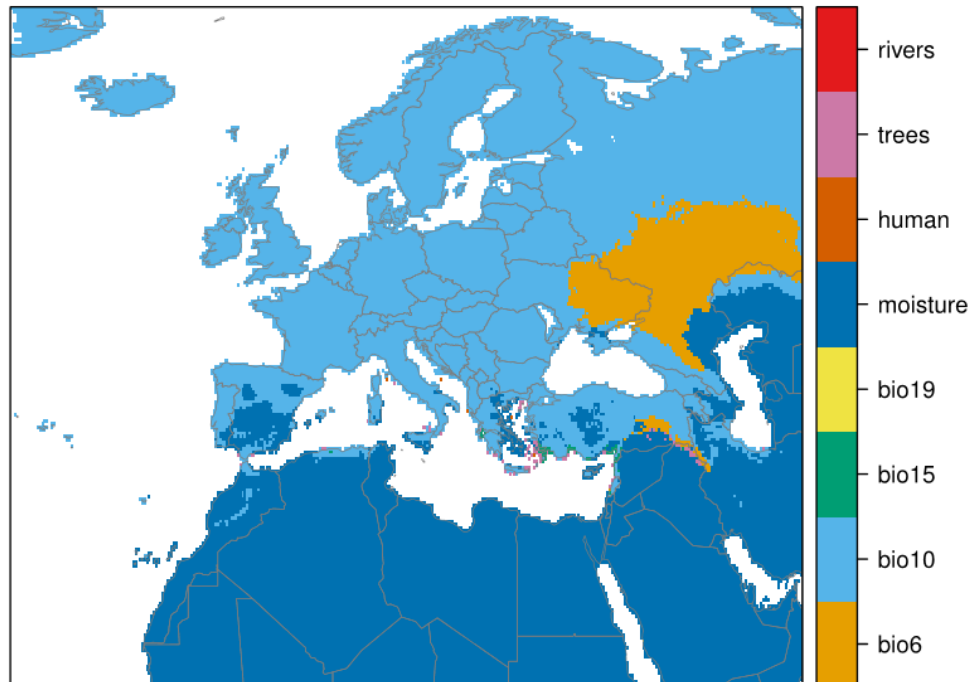 rivers
trees
human
moisture
bio19
bio15
bio10
bio6